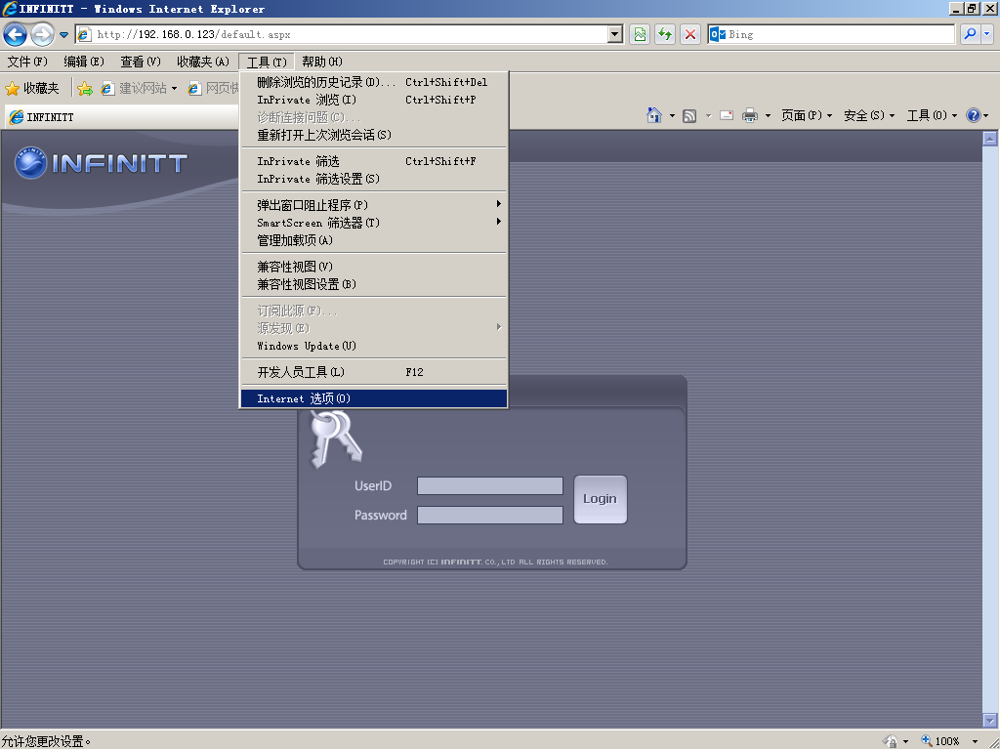 INFINITT - Windows Internet Explorer
http://192.168.0.123/default.aspx
Bing
文件(F) 编辑(E) 查看(V) 收藏夹(A) 工具(T) 帮助(H)
收藏夹 建议网站 网页快
INFINITT
页面(P) 安全(S) 工具(O)
INFINITT
删除浏览的历史记录(D)... Ctrl+Shift+Del
InPrivate 浏览(I) Ctrl+Shift+P
诊断连接问题(C)...
重新打开上次浏览会话(S)
InPrivate 筛选 Ctrl+Shift+F
InPrivate 筛选设置(S)
弹出窗口阻止程序(P)
SmartScreen 筛选器(T)
管理加载项(A)
兼容性视图(V)
兼容性视图设置(B)
订阅此源(F)...
源发现(E)
Windows Update(U)
开发人员工具(L) F12
Internet 选项(O)
UserID
Password
Login
COPYRIGHT (C) INFINITT. CO., LTD ALL RIGHTS RESERVED.
允许您更改设置。
100%